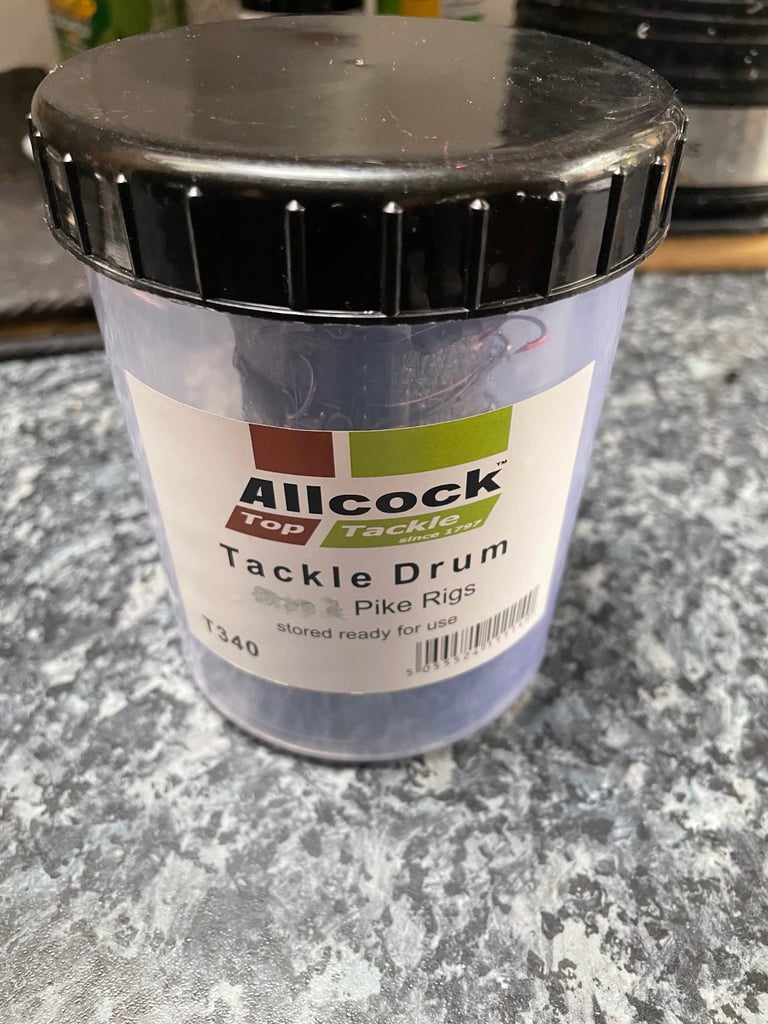 Allcock™
Top Tackle
since 1797
Tackle Drum
Pike Rigs
stored ready for use
T340